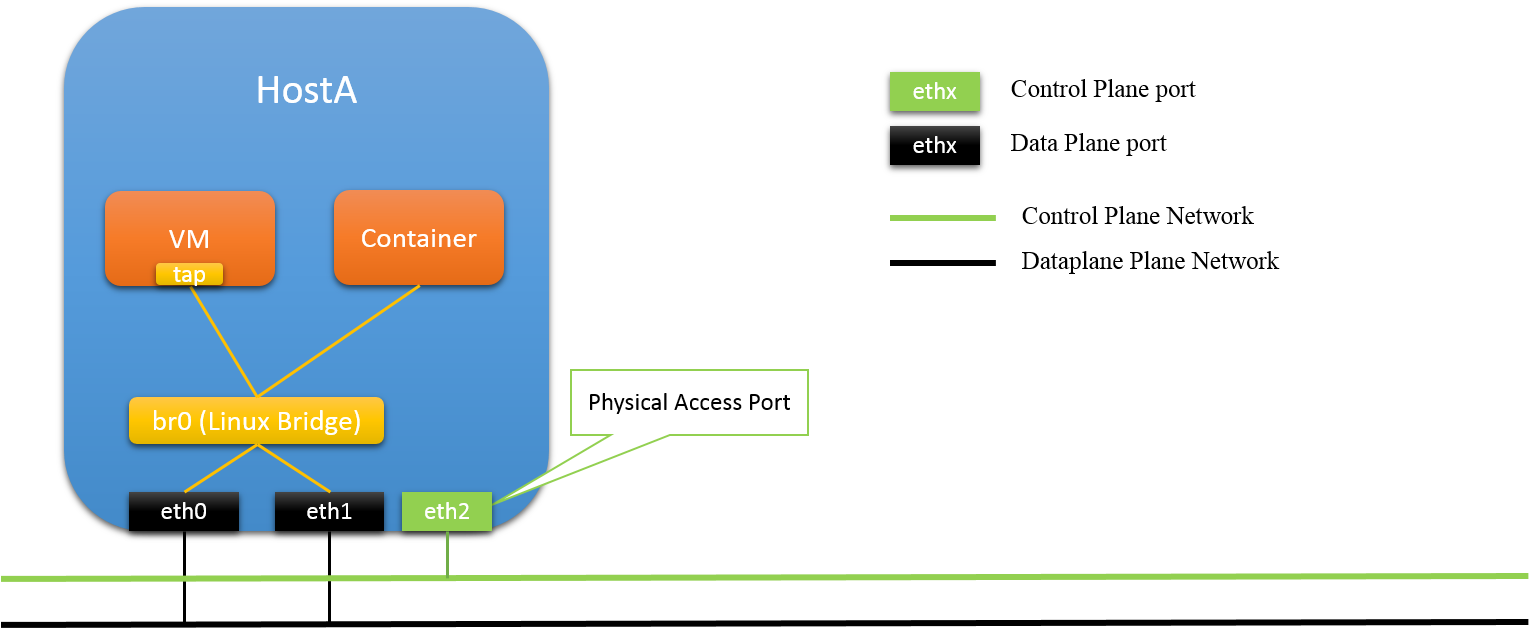 HostA
VM
tap
Container
br0 (Linux Bridge)
eth0
eth1
eth2
Physical Access Port
ethx
Control Plane port
ethx
Data Plane port
Control Plane Network
Dataplane Plane Network